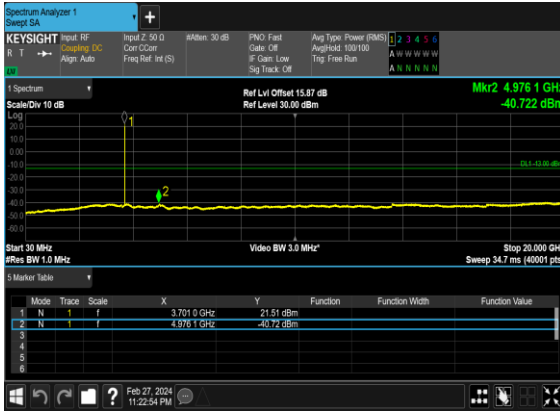 Spectrum Analyzer 1
Swept SA
+
KEYSIGHT Input: RF Input Z: 50 Ω #Atten: 30 dB PNO: Fast Avg Type: Power (RMS) 1 2 3 4 5 6
R T Coupling: DC Corr CCorr Gate: Off Avg|Hold: 100/100 A W W W W W
Align: Auto Freq Ref: Int (S) IF Gain: Low Trig: Free Run
Sig Track: Off A N N N N N
1 Spectrum Ref Lvl Offset 15.87 dB Mkr2 4.976 1 GHz
Scale/Div 10 dB Ref Level 30.00 dBm -40.722 dBm
Log
1
20.0
10.0
0.00
-10.0
DL1 -13.00 dBm
-20.0
-30.0
2
-40.0
-50.0
-60.0
Start 30 MHz Video BW 3.0 MHz* Stop 20.000 GHz
#Res BW 1.0 MHz Sweep 34.7 ms (40001 pts)
5 Marker Table
Mode Trace Scale X Y Function Function Width Function Value
1 N 1 f 3.701 0 GHz 21.51 dBm
2 N 1 f 4.976 1 GHz -40.72 dBm
3
4
5
6
? Feb 27, 2024
11:22:54 PM